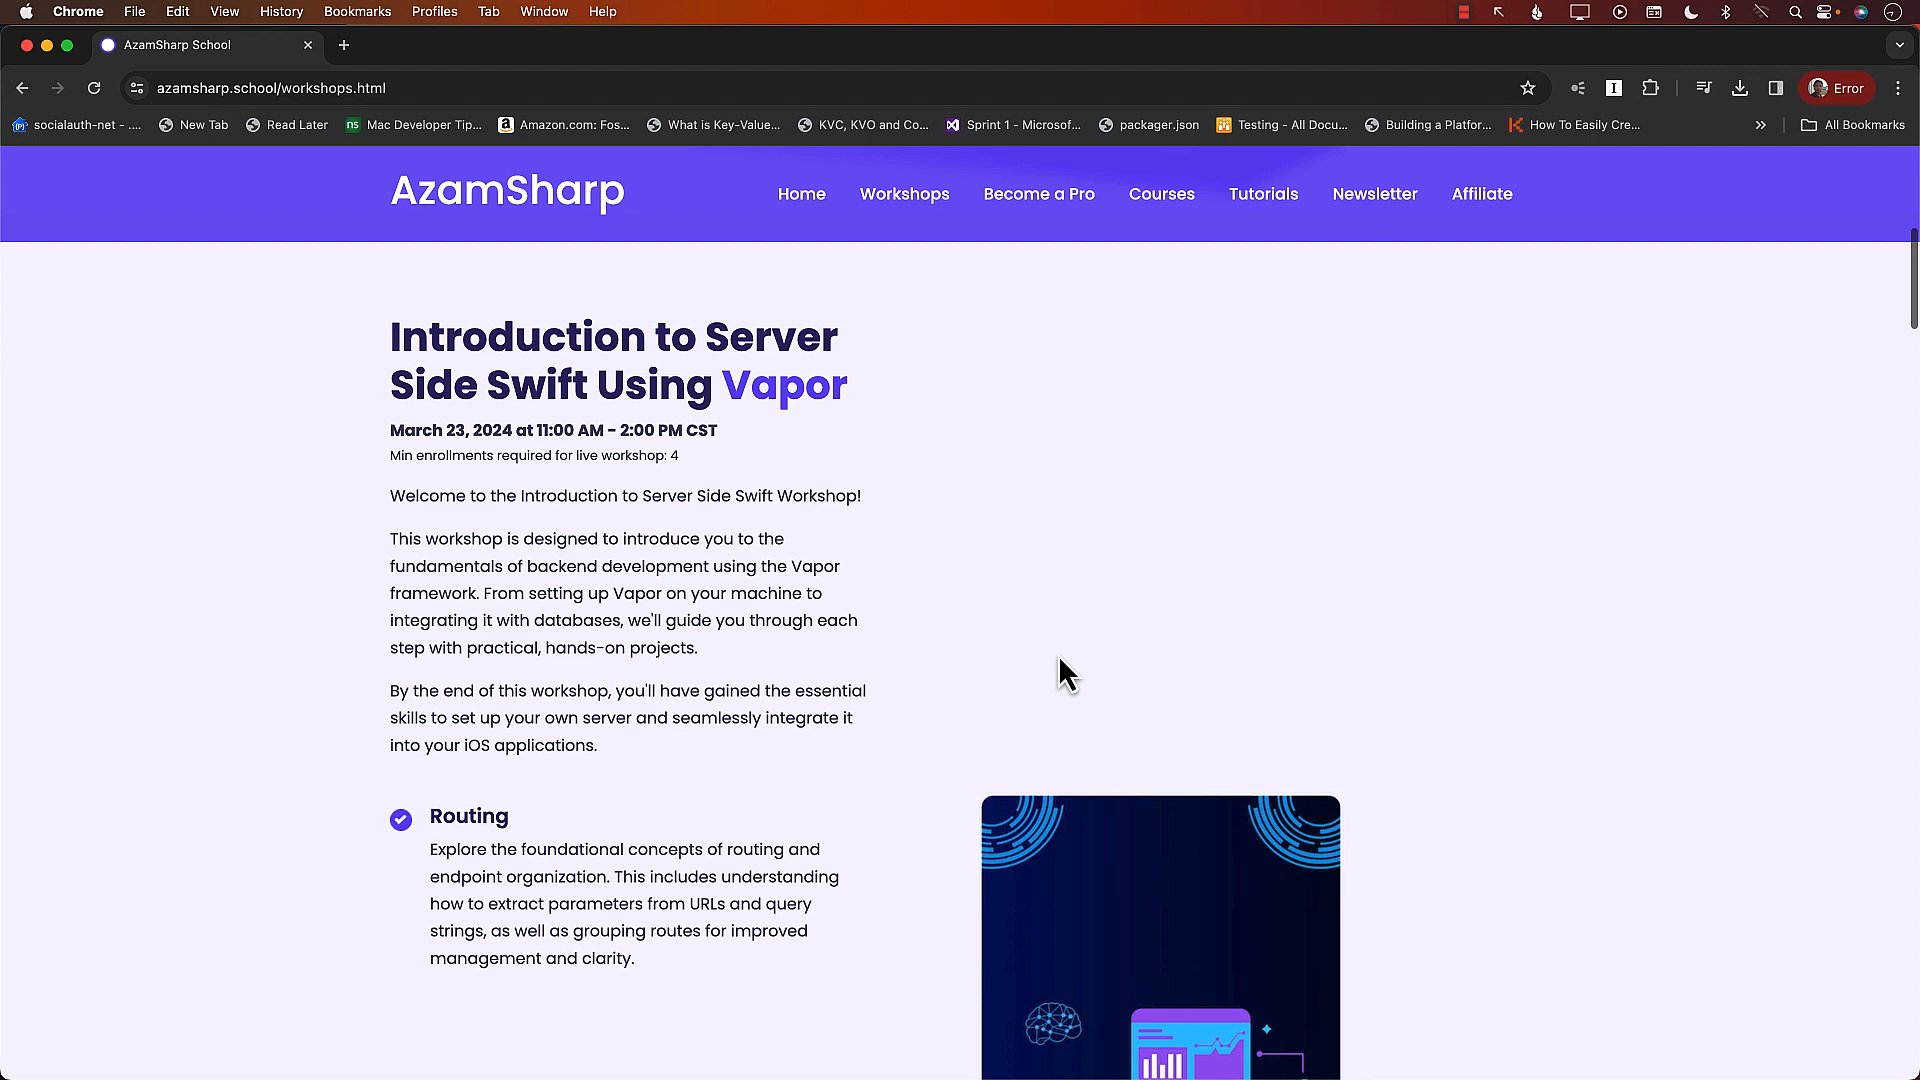 Chrome File Edit View History Bookmarks Profiles Tab Window Help
AzamSharp School
azamsharp.school/workshops.html
Error
socialauth-net - ....
New Tab
Read Later
ns
Mac Developer Tip...
Amazon.com: Fos...
What is Key-Value...
KVC, KVO and Co...
Sprint 1 - Microsof...
packager.json
Testing - All Docu...
Building a Platfor...
How To Easily Cre...
All Bookmarks
AzamSharp
Home Workshops Become a Pro Courses Tutorials Newsletter Affiliate
Introduction to Server
Side Swift Using Vapor
March 23, 2024 at 11:00 AM - 2:00 PM CST
Min enrollments required for live workshop: 4
Welcome to the Introduction to Server Side Swift Workshop!
This workshop is designed to introduce you to the
fundamentals of backend development using the Vapor
framework. From setting up Vapor on your machine to
integrating it with databases, we'll guide you through each
step with practical, hands-on projects.
By the end of this workshop, you'll have gained the essential
skills to set up your own server and seamlessly integrate it
into your iOS applications.
Routing
Explore the foundational concepts of routing and
endpoint organization. This includes understanding
how to extract parameters from URLs and query
strings, as well as grouping routes for improved
management and clarity.